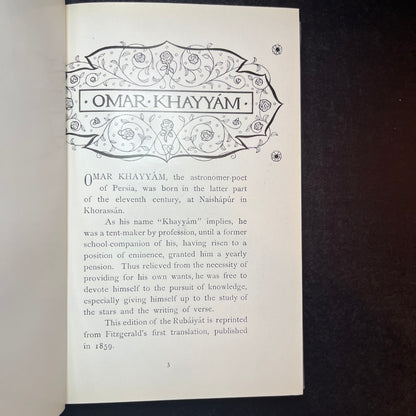 · OMAR · KHAYYÁM ·
OMAR KHAYYÁM, the astronomer-poet
of Persia, was born in the latter part
of the eleventh century, at Naishápúr in
Khorassán.
As his name "Khayyám" implies, he
was a tent-maker by profession, until a former
school-companion of his, having risen to a
position of eminence, granted him a yearly
pension. Thus relieved from the necessity of
providing for his own wants, he was free to
devote himself to the pursuit of knowledge,
especially giving himself up to the study of
the stars and the writing of verse.
This edition of the Rubáiyát is reprinted
from Fitzgerald's first translation, published
in 1859.
3